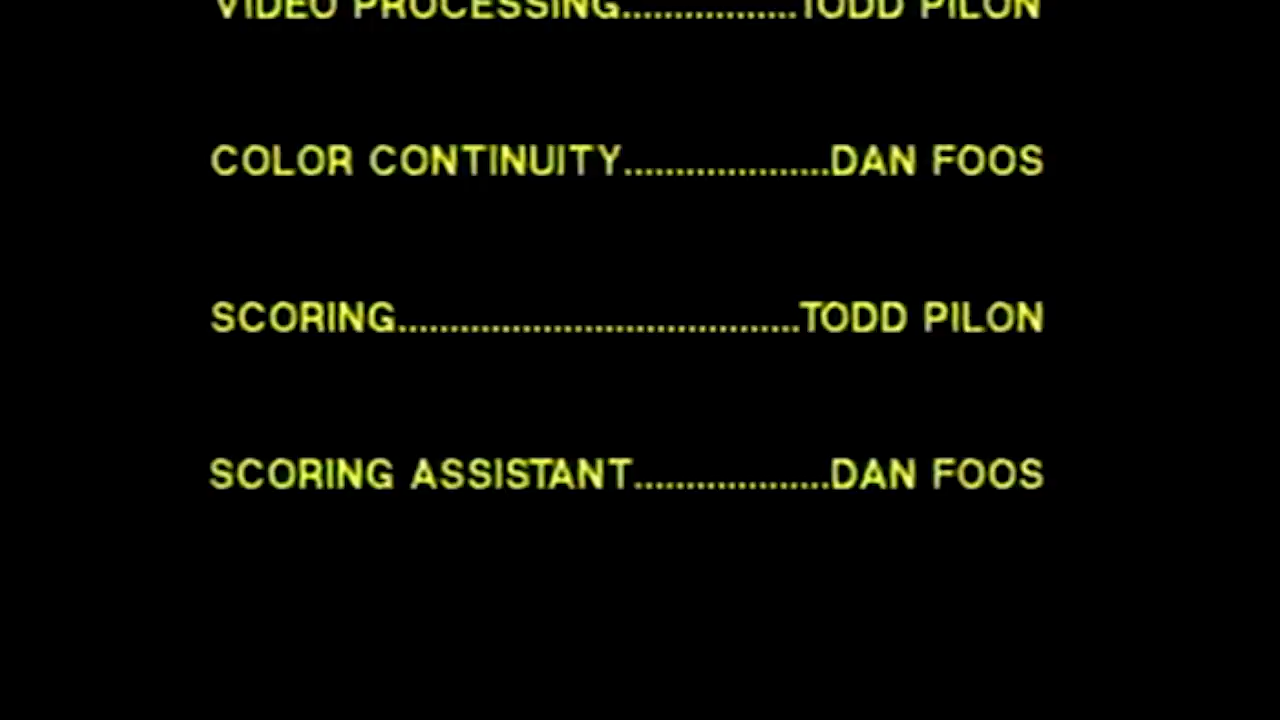 VIDEO PROCESSING.................TODD PILON
COLOR CONTINUITY....................DAN FOOS
SCORING.......................................TODD PILON
SCORING ASSISTANT...................DAN FOOS